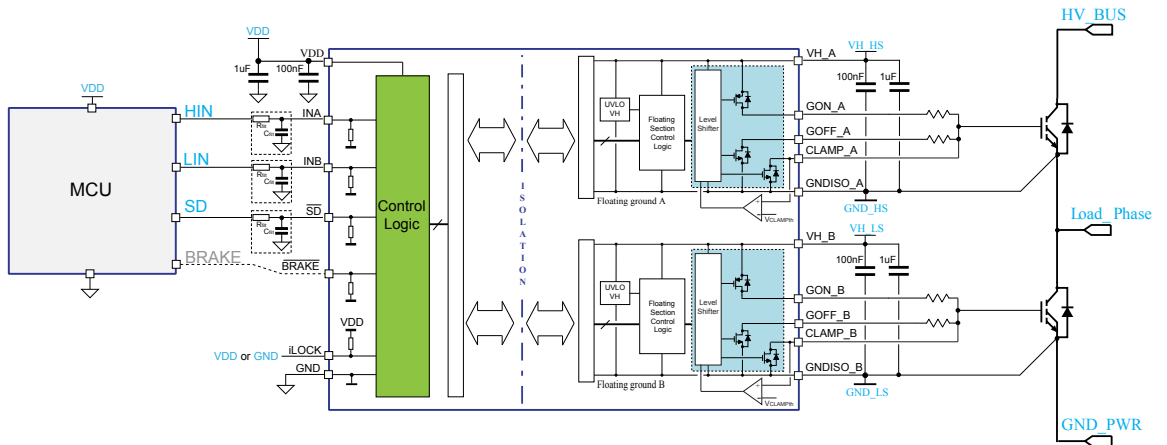 HV_BUS
VDD
VDD
1uF
100nF
VH_A
VH_HS
100nF
1uF
VDD
HIN
INA
UVLO
VH
Floating
Section
Control
Logic
Level
Shifter
GON_A
GOFF_A
CLAMP_A
LIN
INB
MCU
Control
Logic
ISOLATION
SD
SD
GNDISO_A
GND_HS
Floating ground A
VCLAMPth
Load_Phase
BRAKE
BRAKE
VH_B
VH_LS
100nF
1uF
UVLO
VH
Floating
Section
Control
Logic
Level
Shifter
GON_B
GOFF_B
CLAMP_B
VDD
VDD or GND
iLOCK
GND
GNDISO_B
GND_LS
Floating ground B
VCLAMPth
GND_PWR